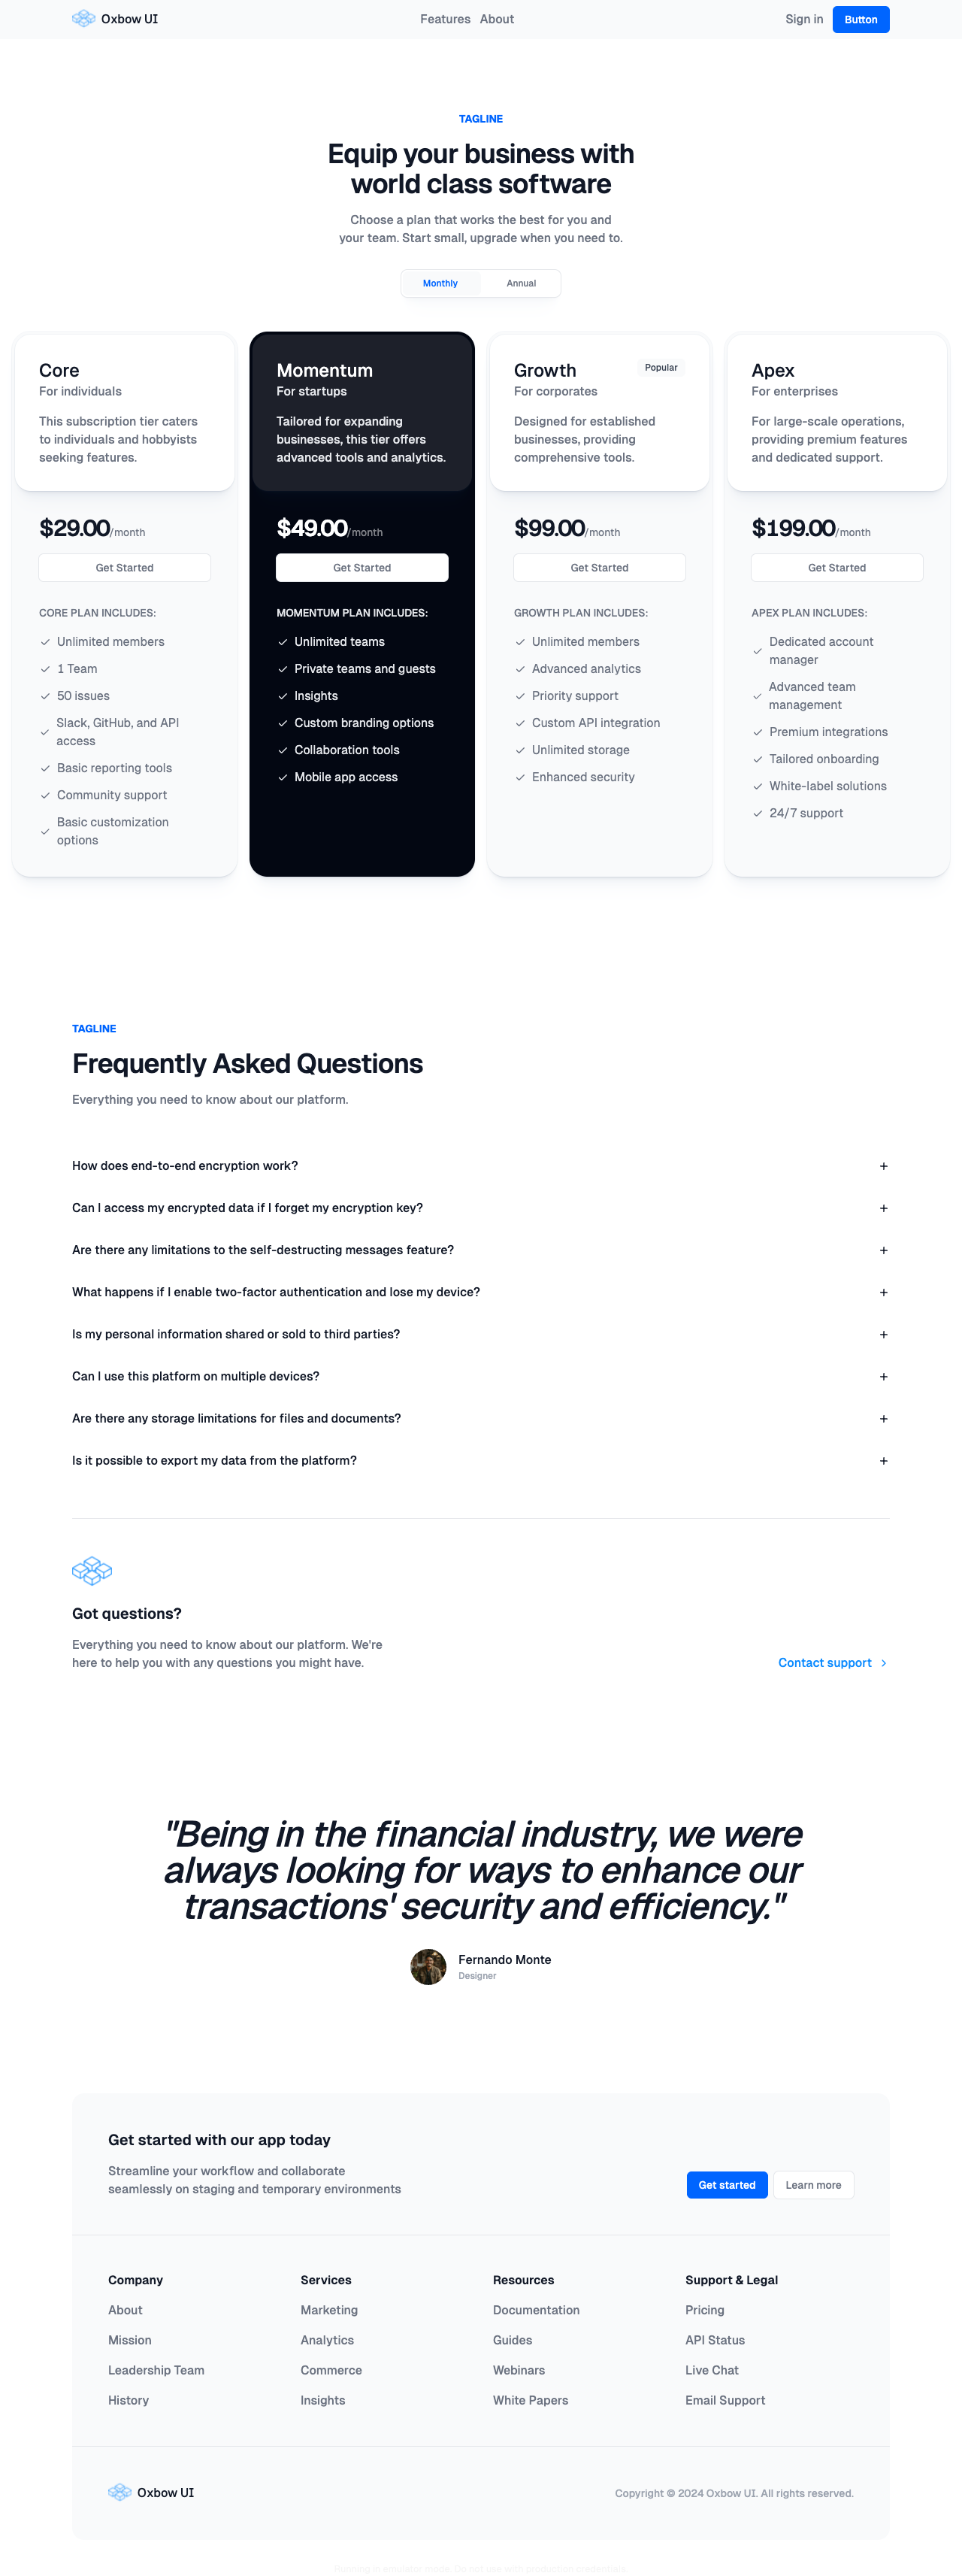 Oxbow UI
Features About
Sign in
Button
TAGLINE
Equip your business with
world class software
Choose a plan that works the best for you and
your team. Start small, upgrade when you need to.
Monthly
Annual
Core
For individuals
This subscription tier caters
to individuals and hobbyists
seeking features.
$29.00/month
Get Started
CORE PLAN INCLUDES:
Unlimited members
1 Team
50 issues
Slack, GitHub, and API
access
Basic reporting tools
Community support
Basic customization
options
Momentum
For startups
Tailored for expanding
businesses, this tier offers
advanced tools and analytics.
$49.00/month
Get Started
MOMENTUM PLAN INCLUDES:
Unlimited teams
Private teams and guests
Insights
Custom branding options
Collaboration tools
Mobile app access
Growth
Popular
For corporates
Designed for established
businesses, providing
comprehensive tools.
$99.00/month
Get Started
GROWTH PLAN INCLUDES:
Unlimited members
Advanced analytics
Priority support
Custom API integration
Unlimited storage
Enhanced security
Apex
For enterprises
For large-scale operations,
providing premium features
and dedicated support.
$199.00/month
Get Started
APEX PLAN INCLUDES:
Dedicated account
manager
Advanced team
management
Premium integrations
Tailored onboarding
White-label solutions
24/7 support
TAGLINE
Frequently Asked Questions
Everything you need to know about our platform.
How does end-to-end encryption work?
Can I access my encrypted data if I forget my encryption key?
Are there any limitations to the self-destructing messages feature?
What happens if I enable two-factor authentication and lose my device?
Is my personal information shared or sold to third parties?
Can I use this platform on multiple devices?
Are there any storage limitations for files and documents?
Is it possible to export my data from the platform?
Got questions?
Everything you need to know about our platform. We're
here to help you with any questions you might have.
Contact support
"Being in the financial industry, we were
always looking for ways to enhance our
transactions' security and efficiency."
Fernando Monte
Designer
Get started with our app today
Streamline your workflow and collaborate
seamlessly on staging and temporary environments
Get started
Learn more
Company
About
Mission
Leadership Team
History
Services
Marketing
Analytics
Commerce
Insights
Resources
Documentation
Guides
Webinars
White Papers
Support & Legal
Pricing
API Status
Live Chat
Email Support
Oxbow UI
Copyright © 2024 Oxbow UI. All rights reserved.